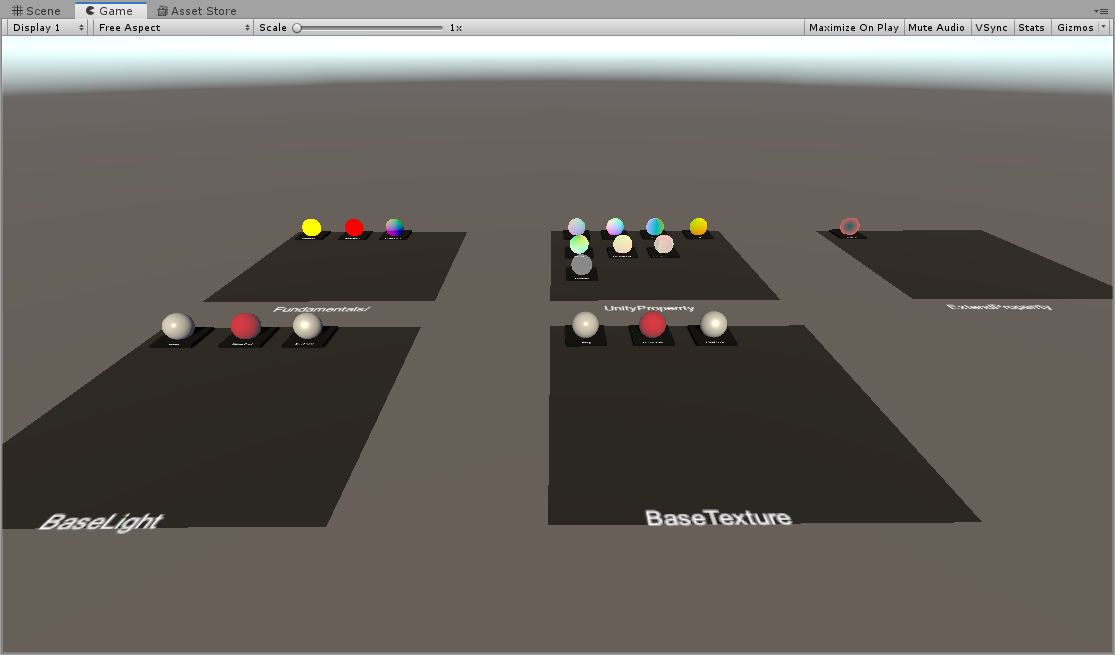 Scene Game Asset Store
Display 1 Free Aspect Scale 1x Maximize On Play Mute Audio VSync Stats Gizmos
Fundamentals/ UnityProperty ExtendProperty
BaseLight BaseTexture